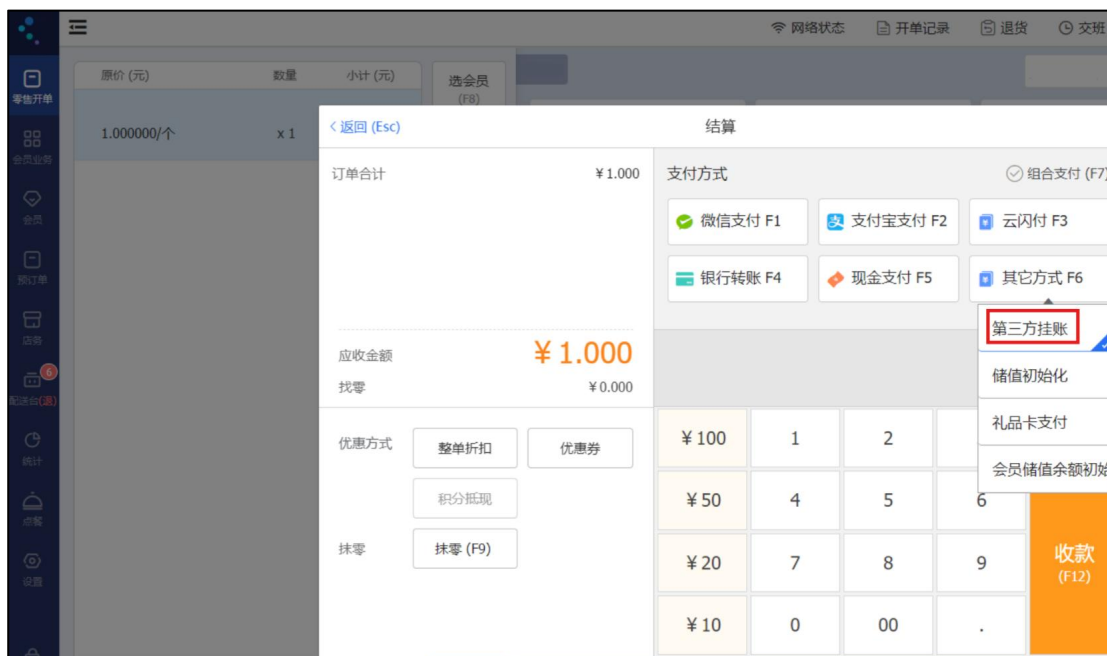 网络状态 开单记录 退货 交班
零售开单
会员业务
会员
预订单
店务
6
配送台(退)
统计
点餐
设置
原价 (元) 数量 小计 (元)
选会员
(F8)
1.000000/个 x 1
返回 (Esc) 结算
订单合计 ¥1.000
应收金额 ¥1.000
找零 ¥0.000
优惠方式 整单折扣 优惠券
积分抵现
抹零 抹零 (F9)
支付方式 组合支付 (F7)
微信支付 F1 支付宝支付 F2 云闪付 F3
银行转账 F4 现金支付 F5 其它方式 F6
第三方挂账
储值初始化
礼品卡支付
会员储值余额初始
¥100 1 2
¥50 4 5 6
¥20 7 8 9
¥10 0 00 .
收款
(F12)